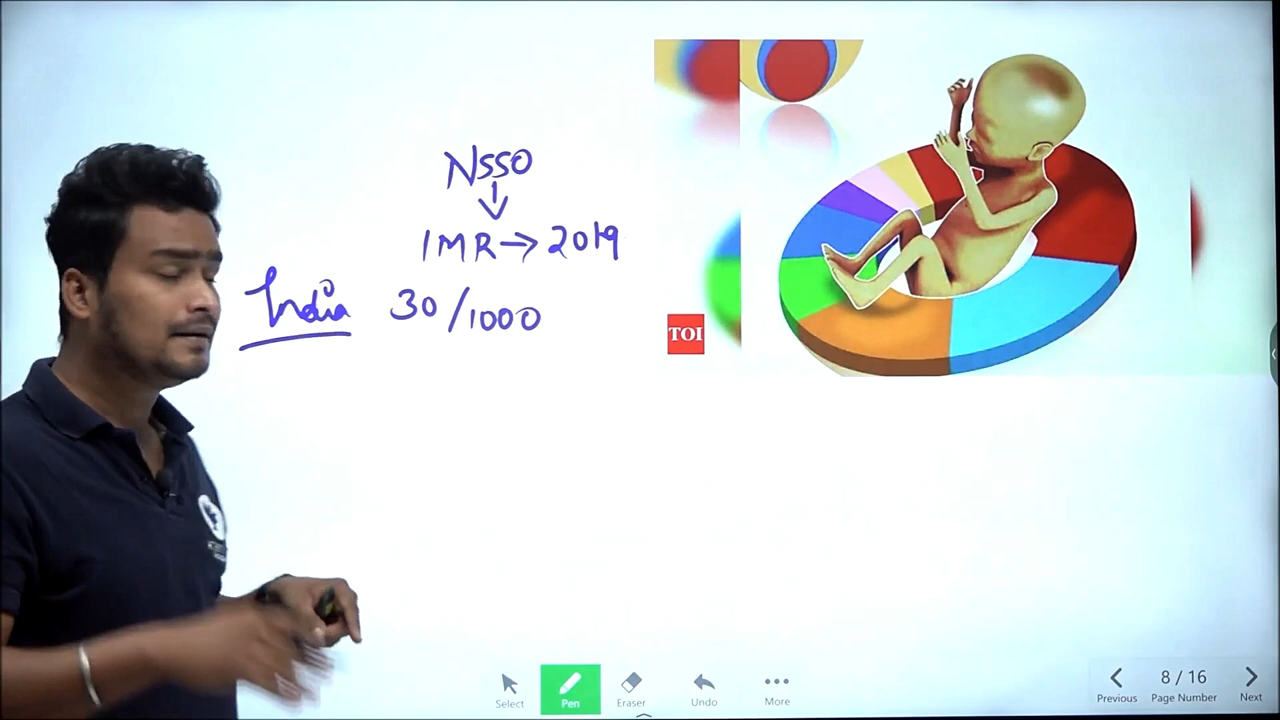 NSSO
IMR → 2019
India 30/1000
TOI
Select
Pen
Eraser
Undo
More
Previous
8 / 16
Page Number
Next